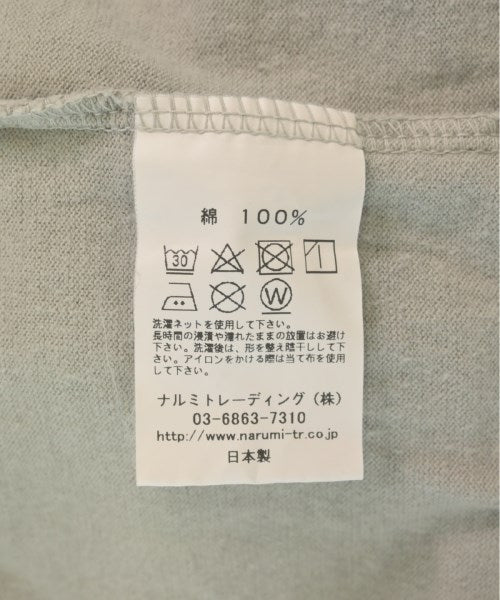 綿 100%
30
W
洗濯ネットを使用して下さい。
長時間の浸漬や濡れたままの放置はお避け
下さい。洗濯後は、形を整え陰干しして下
さい。アイロンをかける際は当て布を使用
して下さい。
ナルミトレーディング(株)
03-6863-7310
http://www.narumi-tr.co.jp
日本製